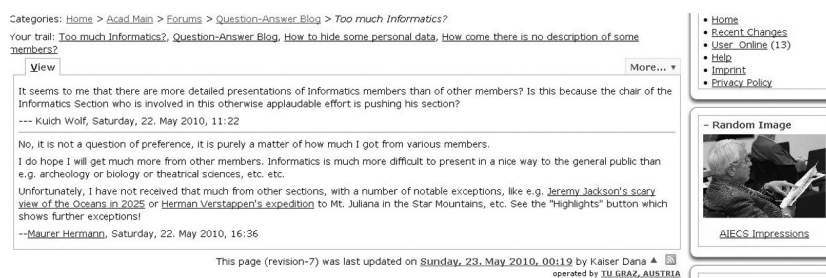 Categories: Home > Acad Main > Forums > Question-Answer Blog > Too much Informatics?
Your trail: Too much Informatics?, Question-Answer Blog, How to hide some personal data, How come there is no description of some
members?
View
More... ▾
It seems to me that there are more detailed presentations of Informatics members than of other members? Is this because the chair of the
Informatics Section who is involved in this otherwise applaudable effort is pushing his section?
--- Kuich Wolf, Saturday, 22. May 2010, 11:22
No, it is not a question of preference, it is purely a matter of how much I got from various members.
I do hope I will get much more from other members. Informatics is much more difficult to present in a nice way to the general public than
e.g. archeology or biology or theatrical sciences, etc. etc.
Unfortunately, I have not received that much from other sections, with a number of notable exceptions, like e.g. Jeremy Jackson's scary
view of the Oceans in 2025 or Herman Verstappen's expedition to Mt. Juliana in the Star Mountains, etc. See the "Highlights" button which
shows further exceptions!
--Maurer Hermann, Saturday, 22. May 2010, 16:36
This page (revision-7) was last updated on Sunday, 23. May 2010, 00:19 by Kaiser Dana ▲
operated by TU GRAZ, AUSTRIA
• Home
• Recent Changes
• User Online (13)
• Help
• Imprint
• Privacy Policy
– Random Image
AIECS Impressions